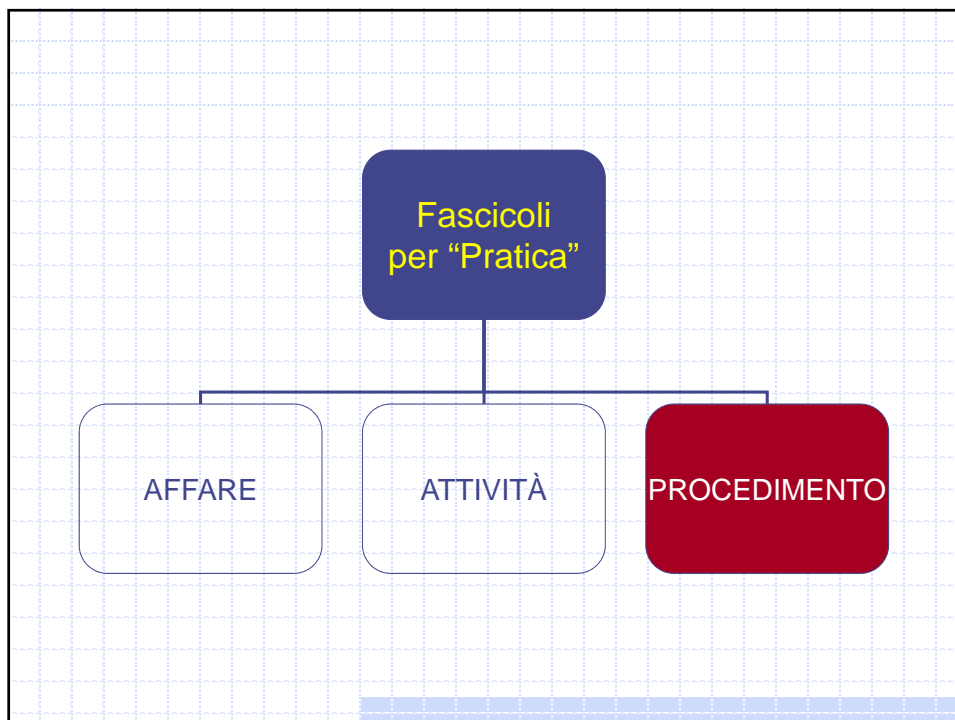 Fascicoli
per “Pratica”
AFFARE
ATTIVITÀ
PROCEDIMENTO